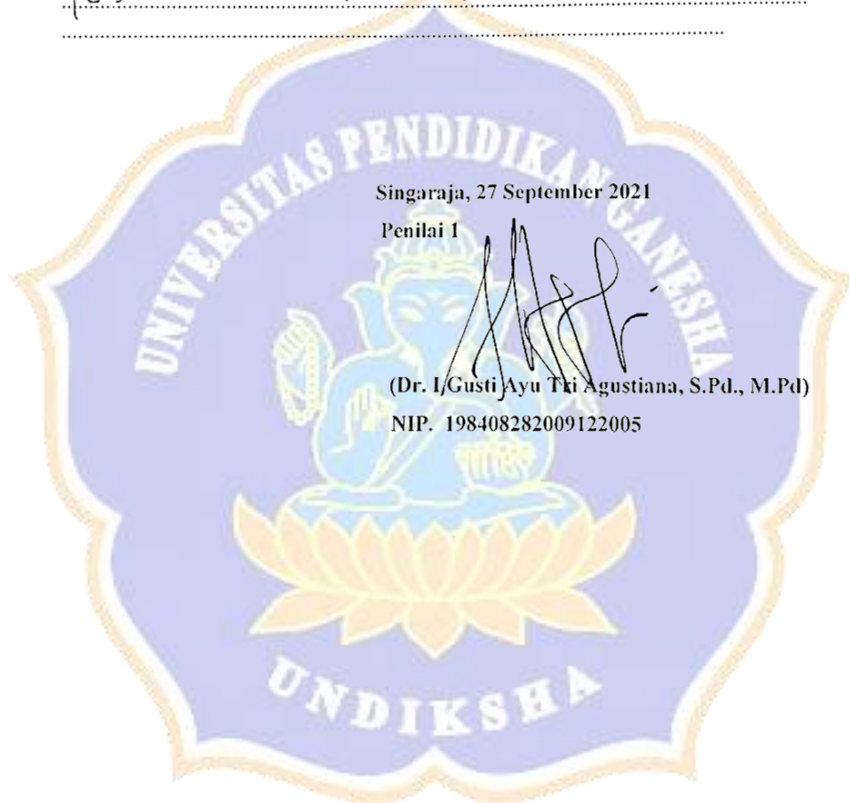 UNIVERSITAS PENDIDIKAN GANESHA
Singaraja, 27 September 2021
Penilai 1
(Dr. I Gusti Ayu Tri Agustiana, S.Pd., M.Pd)
NIP. 198408282009122005
UNDIKSHA